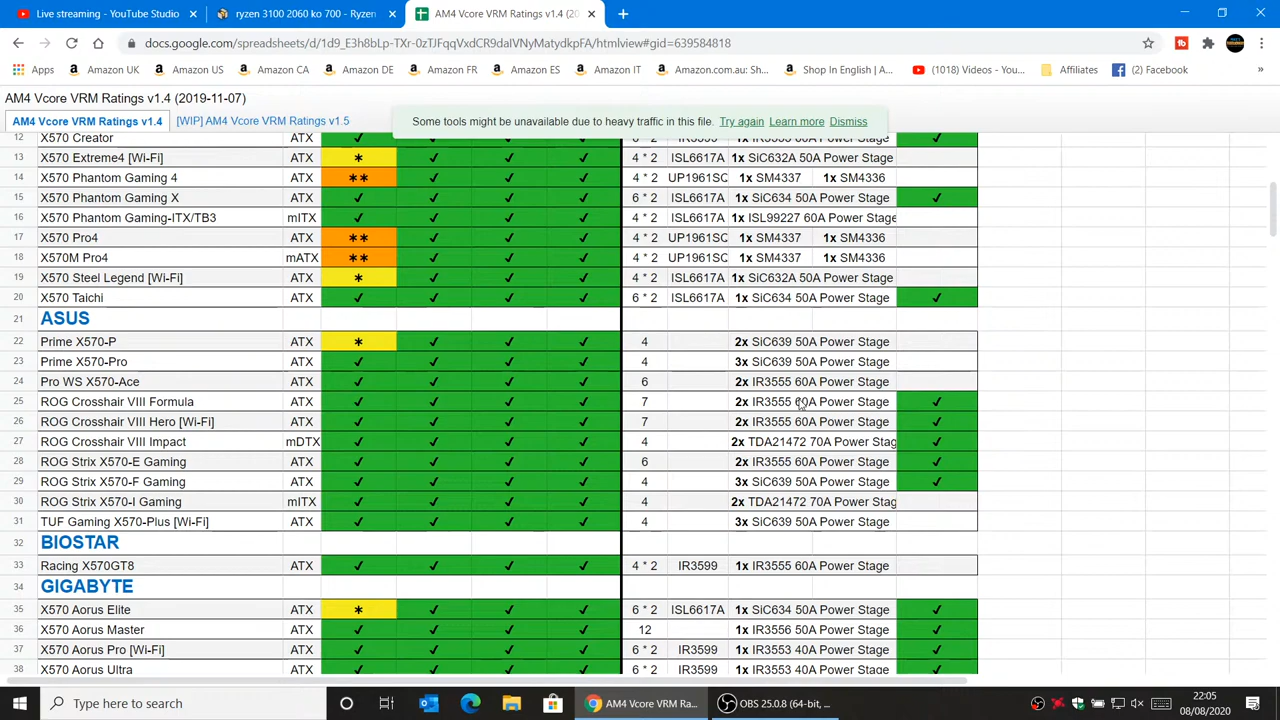 Live streaming - YouTube Studio
ryzen 3100 2060 ko 700 - Ryzen
AM4 Vcore VRM Ratings v1.4 (20
docs.google.com/spreadsheets/d/1d9_E3h8bLp-TXr-0zTJFqqVxdCR9daIVNyMatydkpFA/htmlview#gid=639584818
Apps Amazon UK Amazon US Amazon CA Amazon DE Amazon FR Amazon ES Amazon IT Amazon.com.au: Sh... Shop In English | A... (1018) Videos - You... Affiliates (2) Facebook »
AM4 Vcore VRM Ratings v1.4 (2019-11-07)
AM4 Vcore VRM Ratings v1.4 [WIP] AM4 Vcore VRM Ratings v1.5
Some tools might be unavailable due to heavy traffic in this file. Try again Learn more Dismiss
12 X570 Creator ATX ✓ ✓ ✓ ✓ ✓
13 X570 Extreme4 [Wi-Fi] ATX * ✓ ✓ ✓ 4 * 2 ISL6617A 1x SiC632A 50A Power Stage
14 X570 Phantom Gaming 4 ATX ** ✓ ✓ ✓ 4 * 2 UP1961SQ 1x SM4337 1x SM4336
15 X570 Phantom Gaming X ATX ✓ ✓ ✓ ✓ 6 * 2 ISL6617A 1x SiC634 50A Power Stage ✓
16 X570 Phantom Gaming-ITX/TB3 mITX ✓ ✓ ✓ ✓ 4 * 2 ISL6617A 1x ISL99227 60A Power Stage
17 X570 Pro4 ATX ** ✓ ✓ ✓ 4 * 2 UP1961SQ 1x SM4337 1x SM4336
18 X570M Pro4 mATX ** ✓ ✓ ✓ 4 * 2 UP1961SQ 1x SM4337 1x SM4336
19 X570 Steel Legend [Wi-Fi] ATX * ✓ ✓ ✓ 4 * 2 ISL6617A 1x SiC632A 50A Power Stage
20 X570 Taichi ATX ✓ ✓ ✓ ✓ 6 * 2 ISL6617A 1x SiC634 50A Power Stage ✓
21 ASUS
22 Prime X570-P ATX * ✓ ✓ ✓ 4 2x SiC639 50A Power Stage
23 Prime X570-Pro ATX ✓ ✓ ✓ ✓ 4 3x SiC639 50A Power Stage
24 Pro WS X570-Ace ATX ✓ ✓ ✓ ✓ 6 2x IR3555 60A Power Stage
25 ROG Crosshair VIII Formula ATX ✓ ✓ ✓ ✓ 7 2x IR3555 60A Power Stage ✓
26 ROG Crosshair VIII Hero [Wi-Fi] ATX ✓ ✓ ✓ ✓ 7 2x IR3555 60A Power Stage ✓
27 ROG Crosshair VIII Impact mDTX ✓ ✓ ✓ ✓ 4 2x TDA21472 70A Power Stag ✓
28 ROG Strix X570-E Gaming ATX ✓ ✓ ✓ ✓ 6 2x IR3555 60A Power Stage ✓
29 ROG Strix X570-F Gaming ATX ✓ ✓ ✓ ✓ 4 3x SiC639 50A Power Stage ✓
30 ROG Strix X570-I Gaming mITX ✓ ✓ ✓ ✓ 4 2x TDA21472 70A Power Stag
31 TUF Gaming X570-Plus [Wi-Fi] ATX ✓ ✓ ✓ ✓ 4 3x SiC639 50A Power Stage
32 BIOSTAR
33 Racing X570GT8 ATX ✓ ✓ ✓ ✓ 4 * 2 IR3599 1x IR3555 60A Power Stage
34 GIGABYTE
35 X570 Aorus Elite ATX * ✓ ✓ ✓ 6 * 2 ISL6617A 1x SiC634 50A Power Stage ✓
36 X570 Aorus Master ATX ✓ ✓ ✓ ✓ 12 1x IR3556 50A Power Stage ✓
37 X570 Aorus Pro [Wi-Fi] ATX ✓ ✓ ✓ ✓ 6 * 2 IR3599 1x IR3553 40A Power Stage ✓
38 X570 Aorus Ultra ATX ✓ ✓ ✓ ✓ 6 * 2 IR3599 1x IR3553 40A Power Stage ✓
Type here to search
AM4 Vcore VRM Ra...
OBS 25.0.8 (64-bit, ...
22:05
08/08/2020